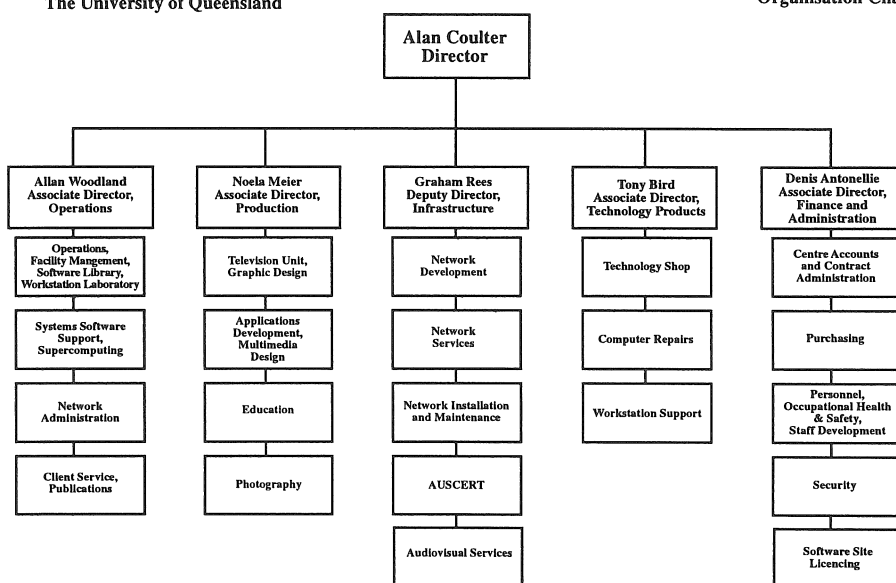 The University of Queensland
Alan Coulter
Director
Allan Woodland
Associate Director,
Operations
Operations,
Facility Mangement,
Software Library,
Workstation Laboratory
Systems Software
Support,
Supercomputing
Network
Administration
Client Service,
Publications
Noela Meier
Associate Director,
Production
Television Unit,
Graphic Design
Applications
Development,
Multimedia
Design
Education
Photography
Graham Rees
Deputy Director,
Infrastructure
Network
Development
Network
Services
Network Installation
and Maintenance
AUSCERT
Audiovisual Services
Tony Bird
Associate Director,
Technology Products
Technology Shop
Computer Repairs
Workstation Support
Denis Antonellie
Associate Director,
Finance and
Administration
Centre Accounts
and Contract
Administration
Purchasing
Personnel,
Occupational Health
& Safety,
Staff Development
Security
Software Site
Licencing